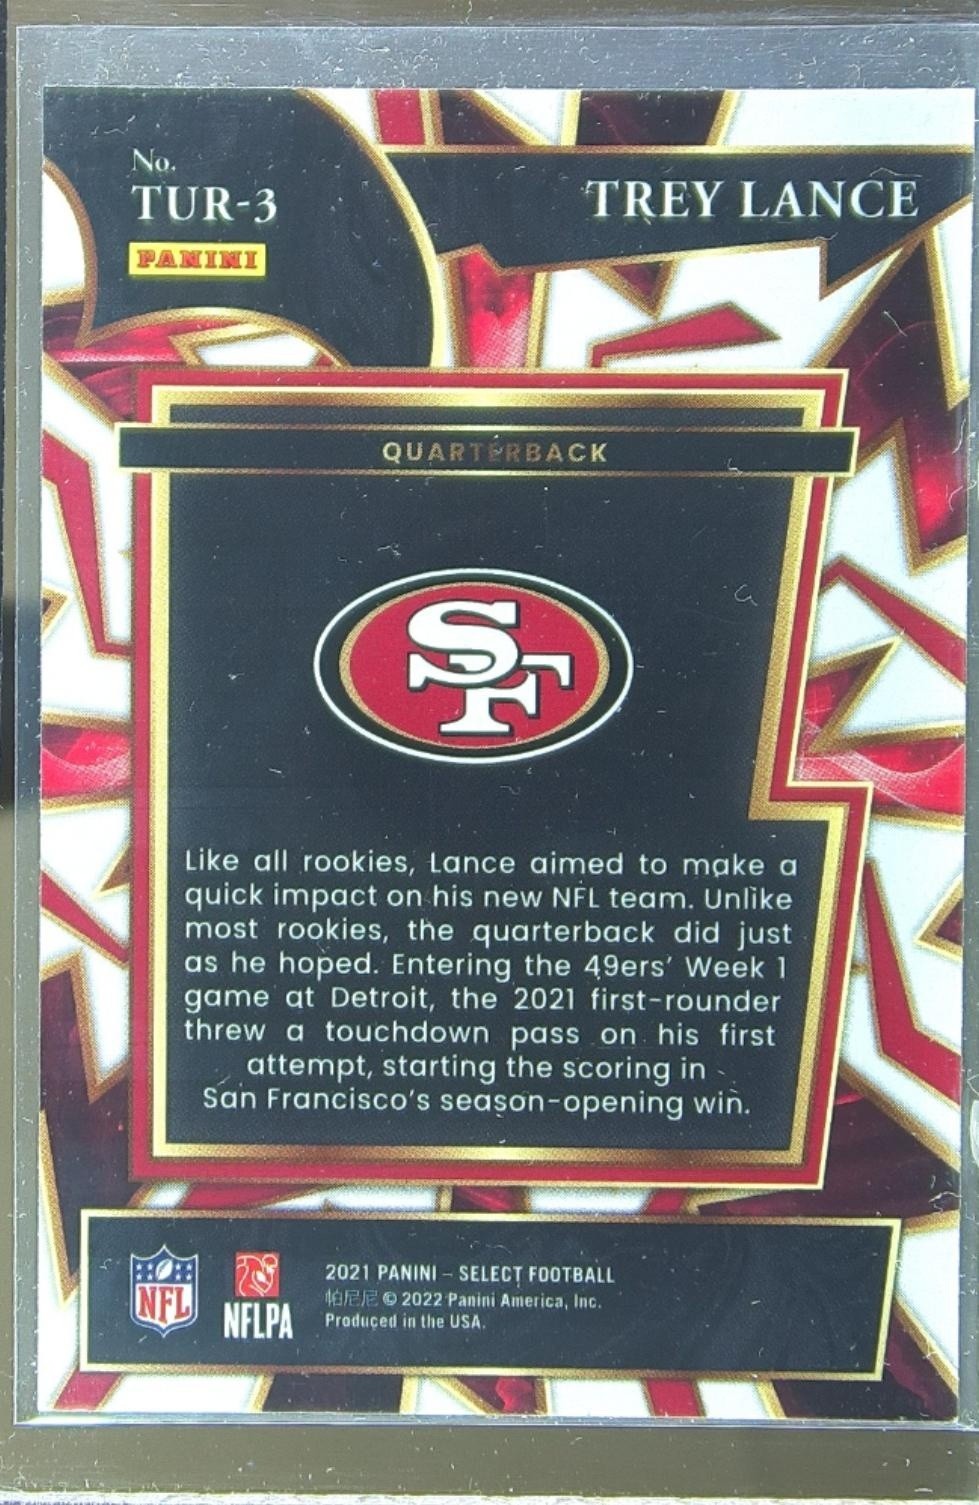 No.
TUR-3
PANINI
TREY LANCE
QUARTERBACK
SF
Like all rookies, Lance aimed to make a
quick impact on his new NFL team. Unlike
most rookies, the quarterback did just
as he hoped. Entering the 49ers’ Week 1
game at Detroit, the 2021 first-rounder
threw a touchdown pass on his first
attempt, starting the scoring in
San Francisco’s season-opening win.
NFL
NFLPA
2021 PANINI – SELECT FOOTBALL
帕尼尼 © 2022 Panini America, Inc.
Produced in the USA.